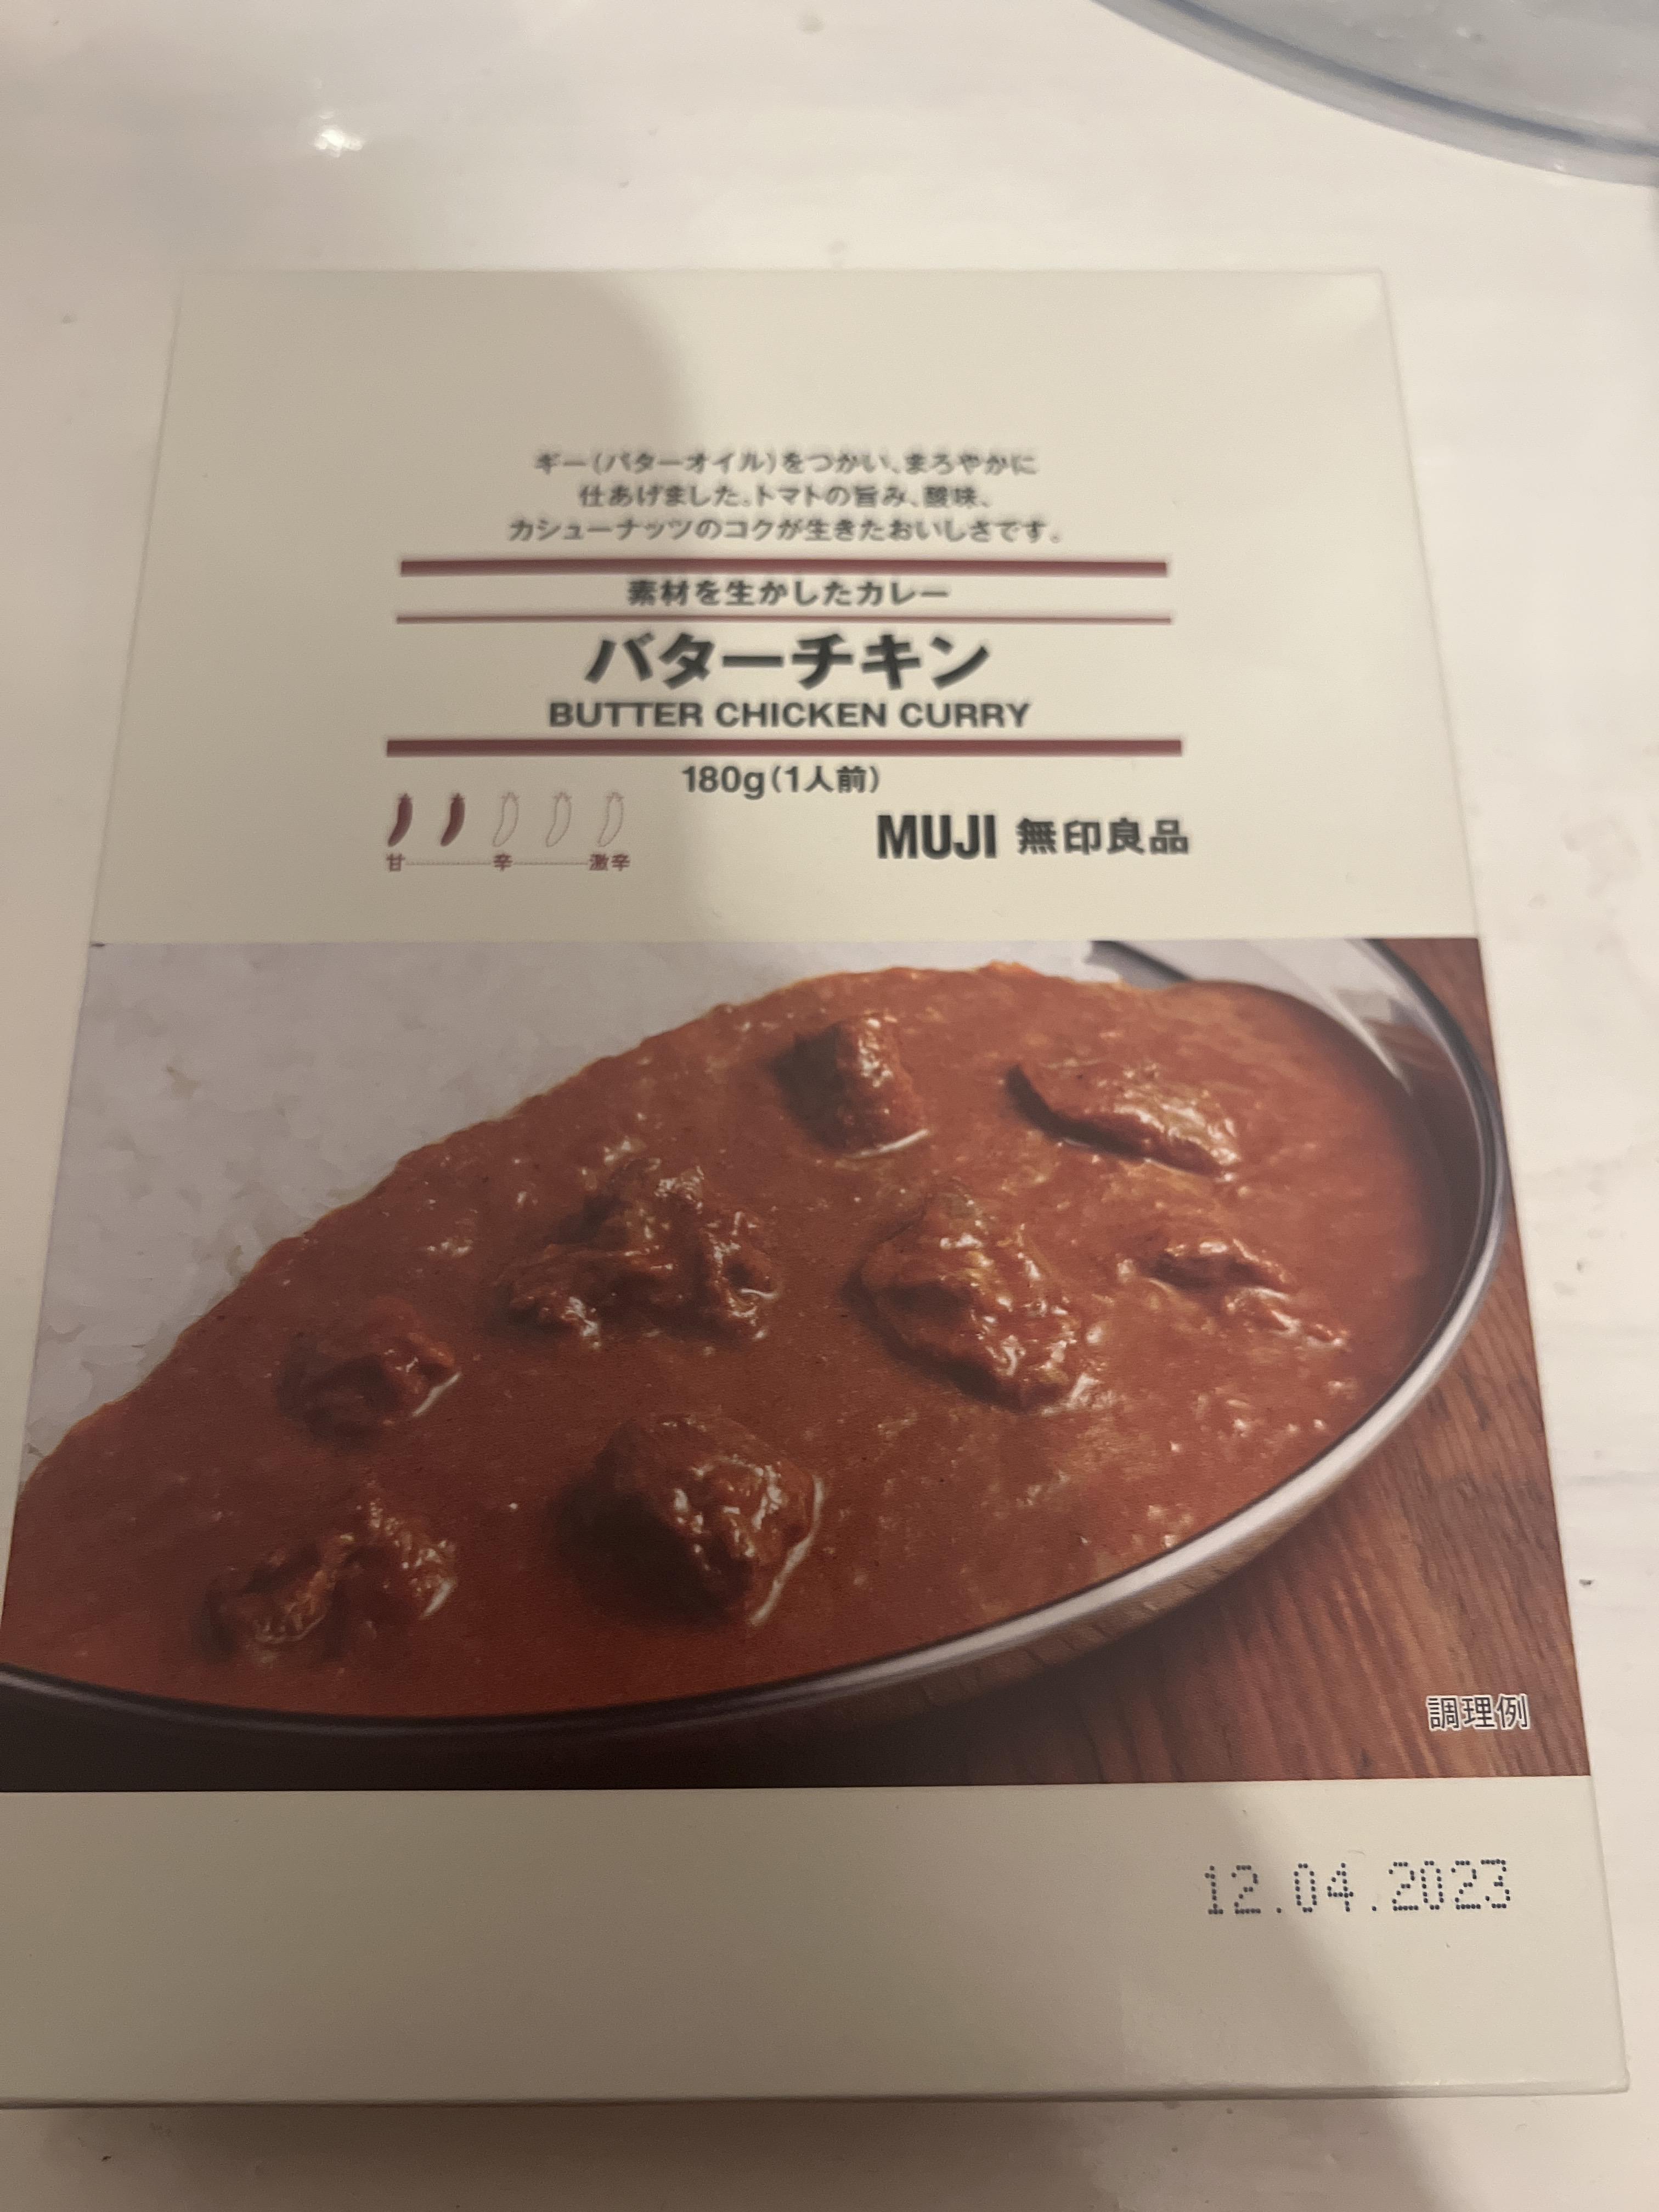 ギー(バターオイル)をつかい、まろやかに
仕あげました。トマトの旨み、酸味、
カシューナッツのコクが生きたおいしさです。
素材を生かしたカレー
バターチキン
BUTTER CHICKEN CURRY
180g(1人前)
甘 辛 激辛
MUJI 無印良品
調理例
12.04.2023